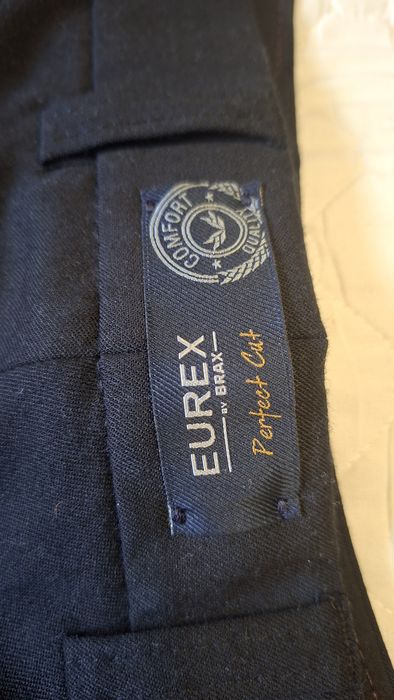 COMFORT
QUALITY
EUREX
BY BRAX
Perfect Cut